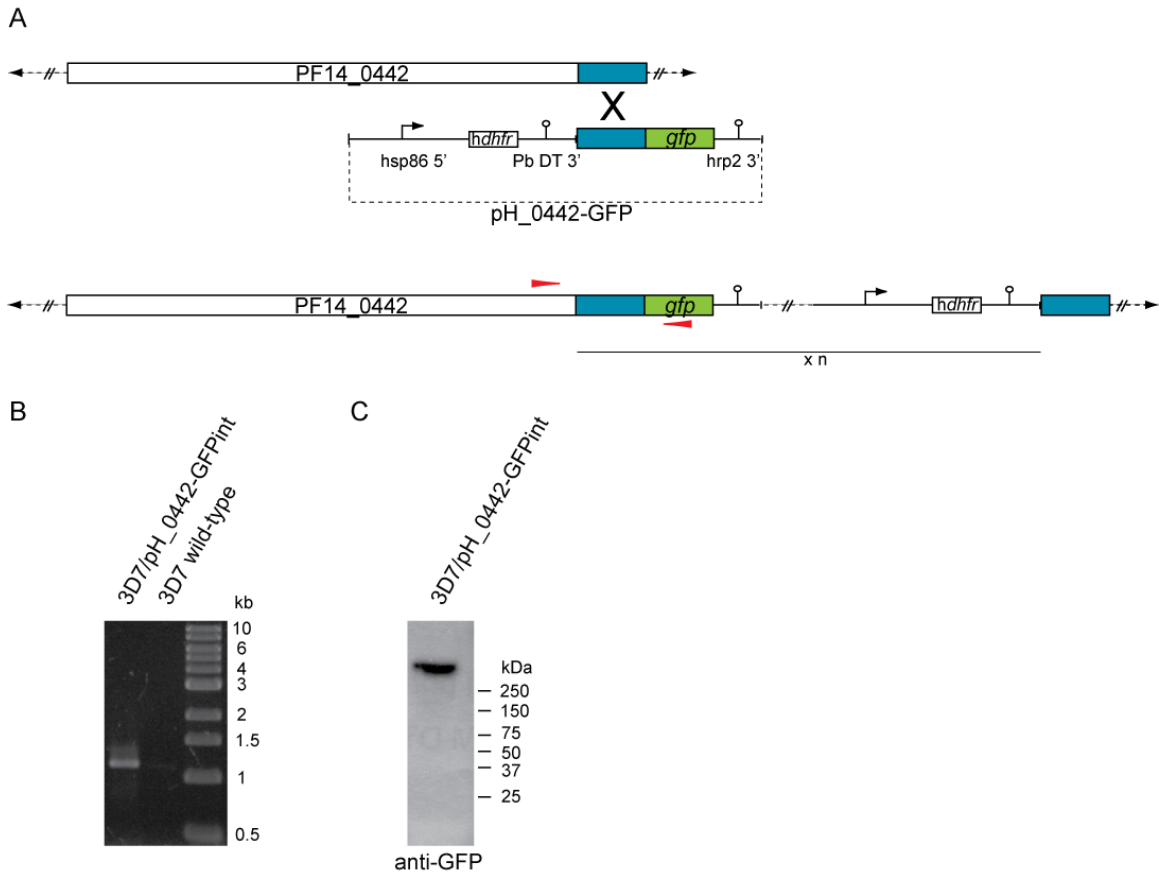 A
PF14_0442
X
hdhfr
gfp
hsp86 5’
Pb DT 3’
hrp2 3’
pH_0442-GFP
PF14_0442
gfp
hdhfr
x n
B
3D7/pH_0442-GFPint
3D7 wild-type
kb
10
6
4
3
2
1.5
1
0.5
C
3D7/pH_0442-GFPint
kDa
250
150
75
50
37
25
anti-GFP